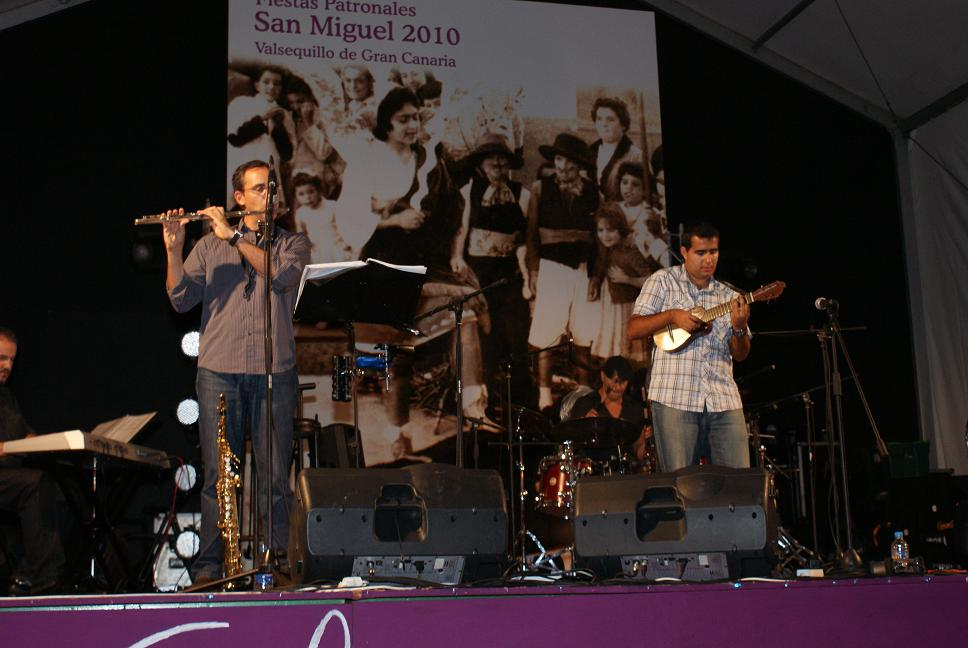 Fiestas Patronales
San Miguel 2010
Valsequillo de Gran Canaria